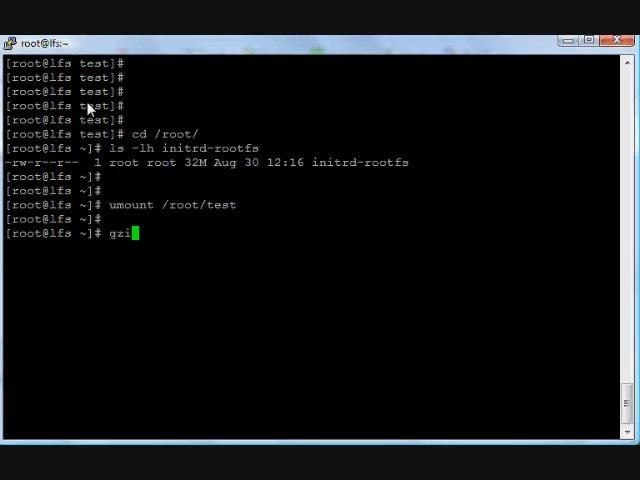 root@lfs:~
[root@lfs test]#
[root@lfs test]#
[root@lfs test]#
[root@lfs test]#
[root@lfs test]#
[root@lfs test]# cd /root/
[root@lfs ~]# ls -lh initrd-rootfs
-rw-r--r-- 1 root root 32M Aug 30 12:16 initrd-rootfs
[root@lfs ~]#
[root@lfs ~]#
[root@lfs ~]# umount /root/test
[root@lfs ~]#
[root@lfs ~]# gzi